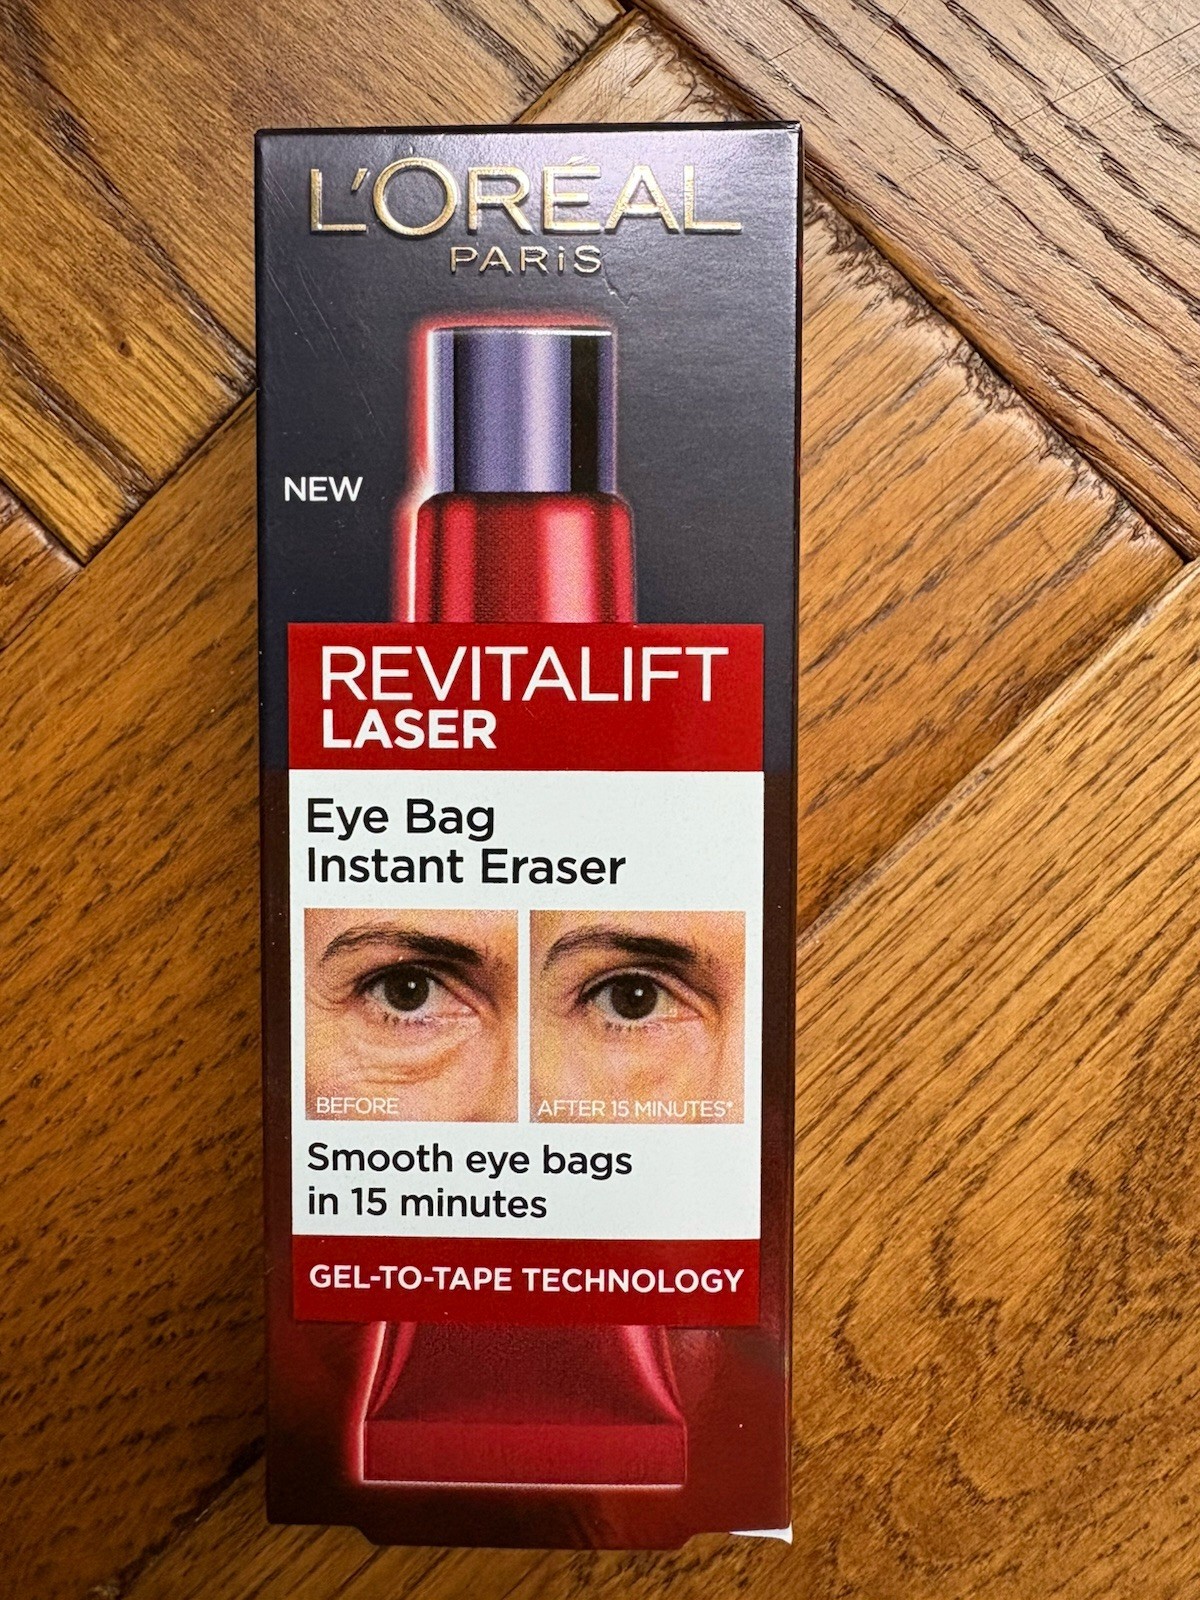 L'ORÉAL
PARiS
NEW
REVITALIFT
LASER
Eye Bag
Instant Eraser
BEFORE
AFTER 15 MINUTES*
Smooth eye bags
in 15 minutes
GEL-TO-TAPE TECHNOLOGY